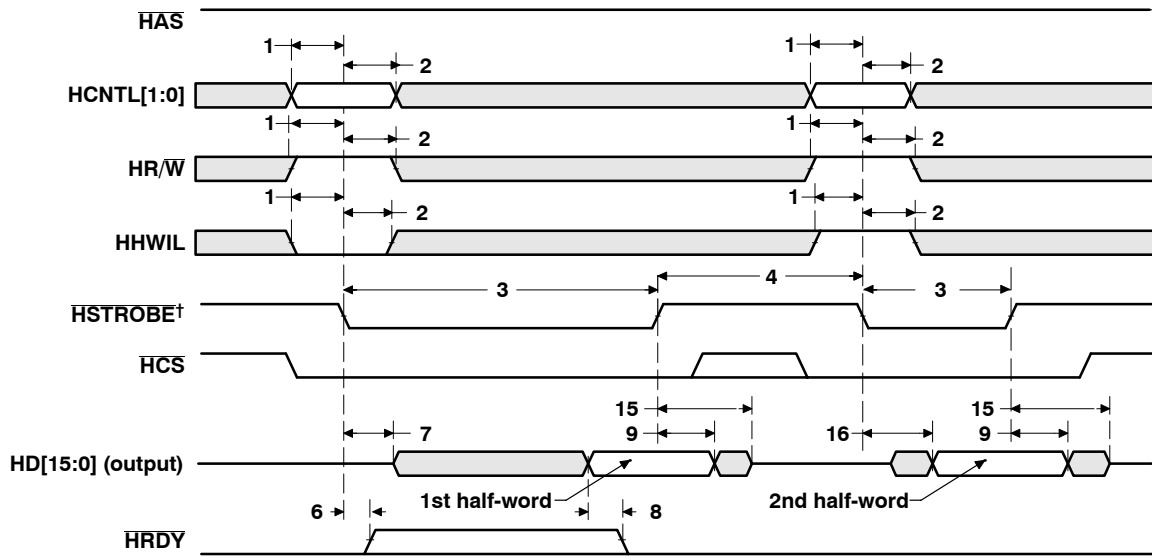 HAS
1
2
1
2
HCNTL[1:0]
1
2
1
2
HR/W
1
2
1
2
HHWIL
3
4
3
HSTROBE†
HCS
15
15
7
9
16
9
HD[15:0] (output)
1st half-word
2nd half-word
6
8
HRDY